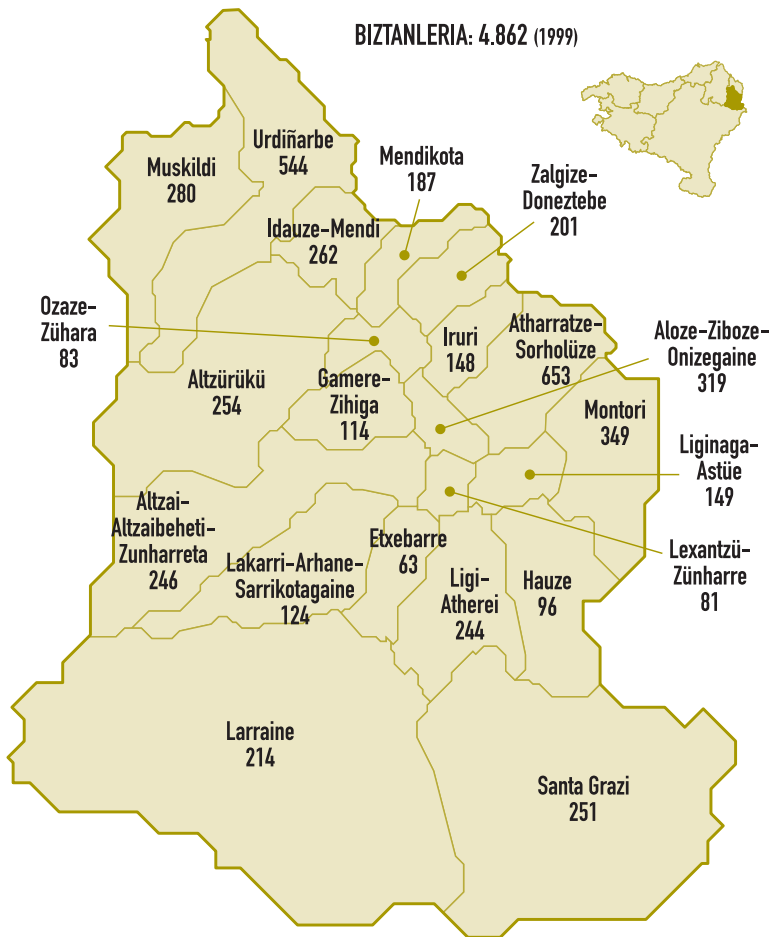 BIZTANLERIA: 4.862 (1999)
Urdiñarbe
544
Muskildi
280
Mendikota
187
Zalgize-
Doneztebe
201
Idauze-Mendi
262
Ozaze-
Zühara
83
Altzürükü
254
Gamere-
Zihiga
114
Iruri
148
Atharratze-
Sorholüze
653
Aloze-Ziboze-
Onizegaine
319
Montori
349
Liginaga-
Astüe
149
Altzai-
Altzaibeheti-
Zunharreta
246
Lakarri-Arhane-
Sarrikotagaine
124
Etxebarre
63
Ligi-
Atherei
244
Hauze
96
Lexantzü-
Zünharre
81
Larraine
214
Santa Grazi
251